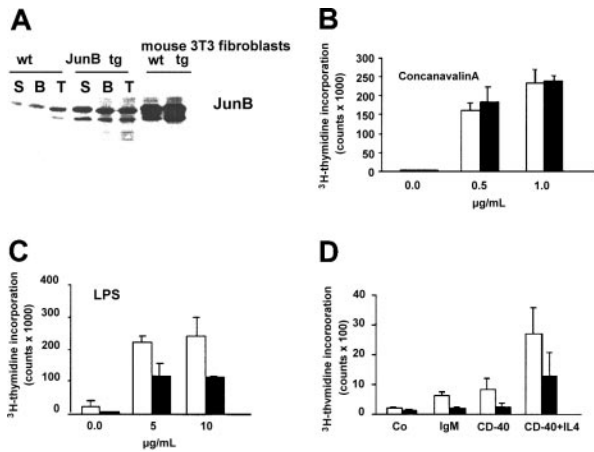 A
wt JunB tg mouse 3T3 fibroblasts
wt tg
S B T S B T
JunB
B
ConcanavalinA
³H-thymidine incorporation
(counts x 1000)
300
250
200
150
100
50
0
0.0 0.5 1.0
µg/mL
C
LPS
³H-thymidine incorporation
(counts x 1000)
400
300
200
100
0
0.0 5 10
µg/mL
D
³H-thymidine incorporation
(counts x 100)
40
30
20
10
0
Co IgM CD-40 CD-40+IL4